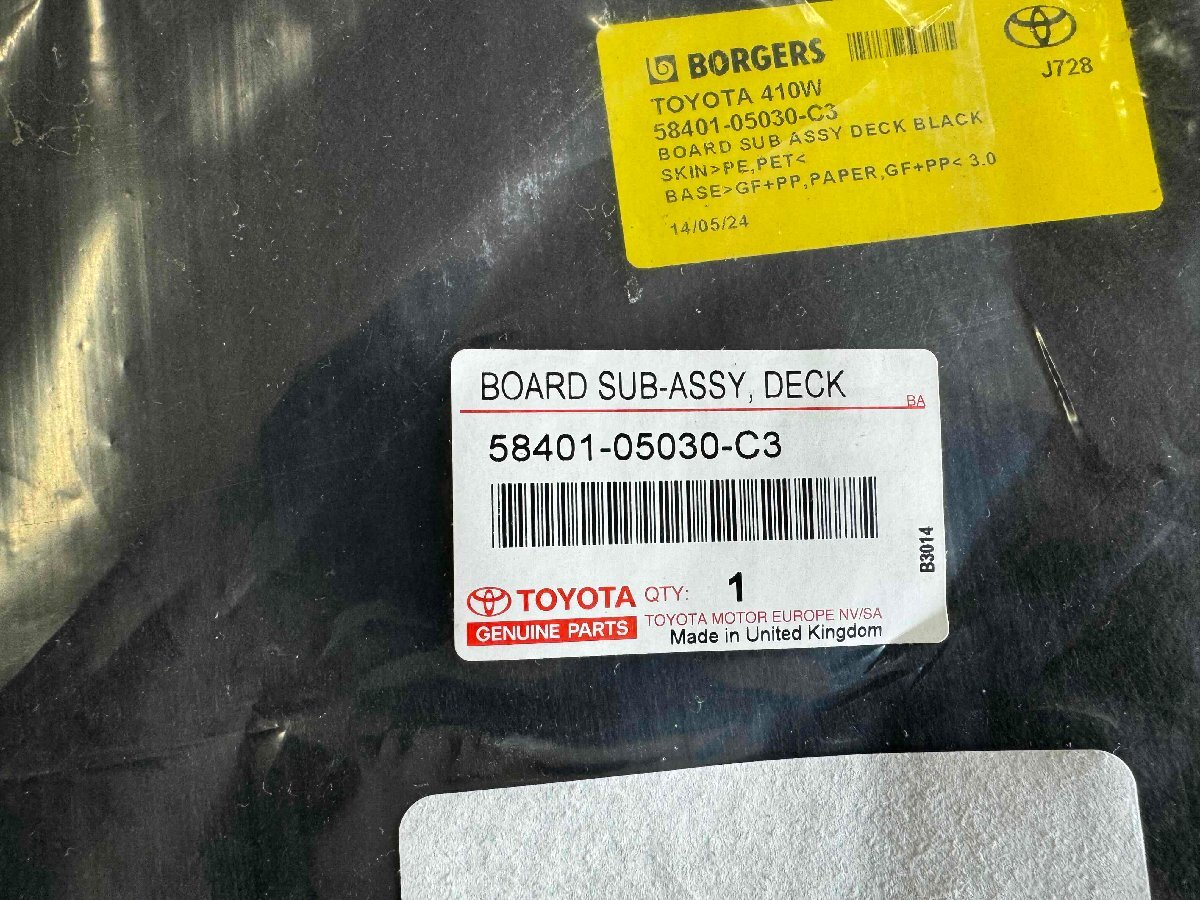 BORGERS
J728
TOYOTA 410W
58401-05030-C3
BOARD SUB ASSY DECK BLACK
SKIN>PE,PET<
BASE>GF+PP,PAPER,GF+PP< 3.0
14/05/24
BOARD SUB-ASSY, DECK
BA
58401-05030-C3
B3014
TOYOTA QTY: 1
GENUINE PARTS TOYOTA MOTOR EUROPE NV/SA
Made in United Kingdom